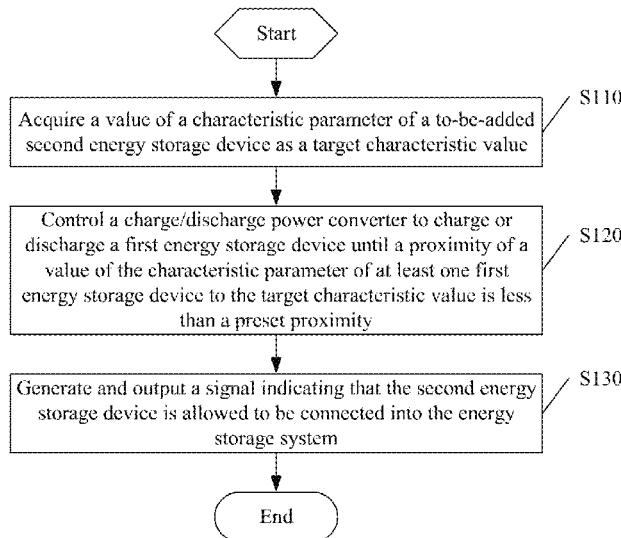 Start
S110
Acquire a value of a characteristic parameter of a to-be-added
second energy storage device as a target characteristic value
S120
Control a charge/discharge power converter to charge or
discharge a first energy storage device until a proximity of a
value of the characteristic parameter of at least one first
energy storage device to the target characteristic value is less
than a preset proximity
S130
Generate and output a signal indicating that the second energy
storage device is allowed to be connected into the energy
storage system
End